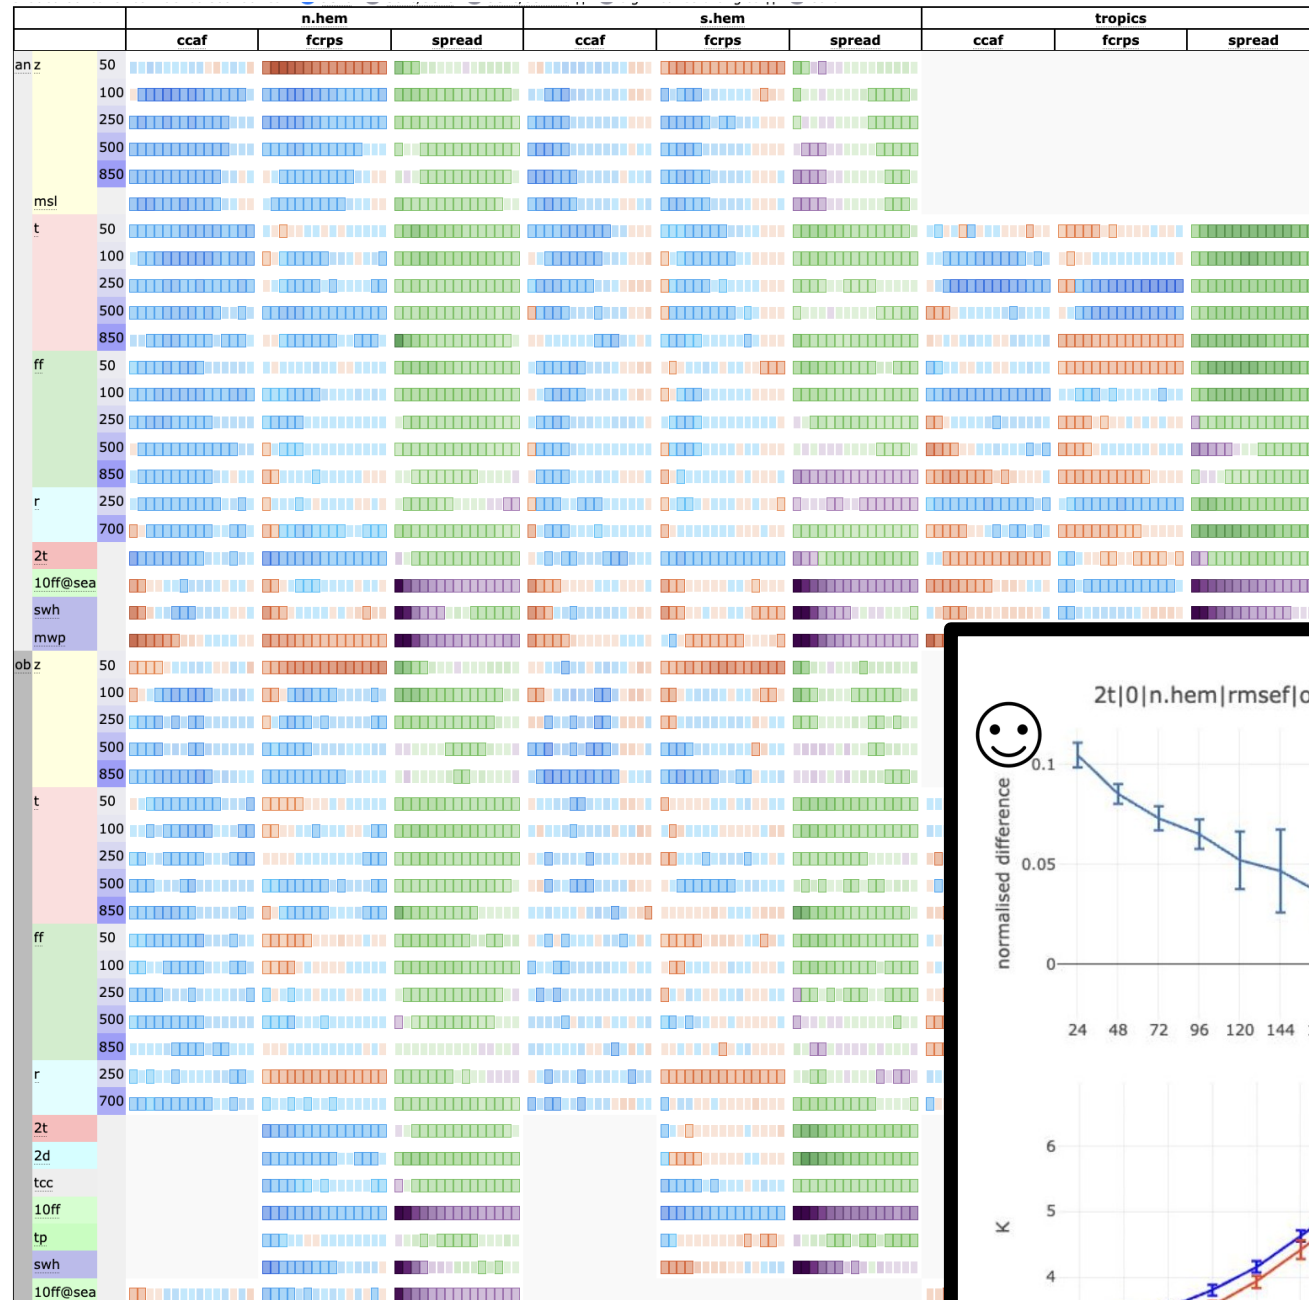 n.hem s.hem tropics
ccaf fcrps spread ccaf fcrps spread ccaf fcrps spread
an z 50
100
250
500
850
msl
t 50
100
250
500
850
ff 50
100
250
500
850
r 250
700
2t
10ff@sea
swh
mwp
ob z 50
100
250
500
850
t 50
100
250
500
850
ff 50
100
250
500
850
r 250
700
2t
2d
tcc
10ff
tp
swh
10ff@sea
2t|0|n.hem|rmsef|o
normalised difference
0.1
0.05
0
24 48 72 96 120 144
K
6
5
4